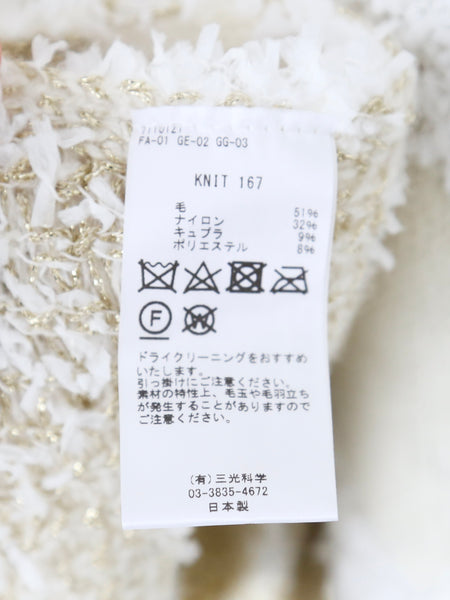 FA-01 GE-02 GG-03
KNIT 167
毛 51%
ナイロン 32%
キュプラ 9%
ポリエステル 8%
F
W
ドライクリーニングをおすすめ
いたします。
引っ掛けにご注意ください。
素材の特性上、毛玉や毛羽立ち
が発生することがありますので
ご注意ください。
(有)三光科学
03-3835-4672
日本製